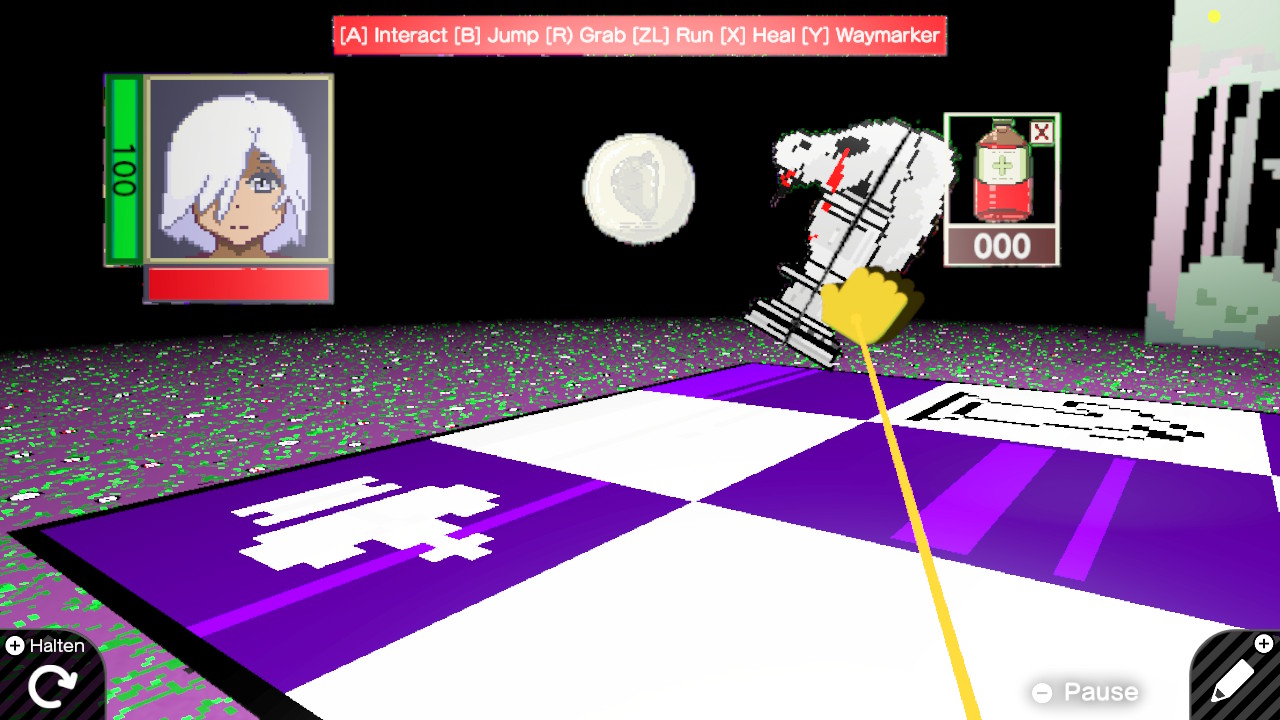 [A] Interact [B] Jump [R) Grab [ZL] Run [X] Heal [Y] Waymarker
100
000
Halten
Pause